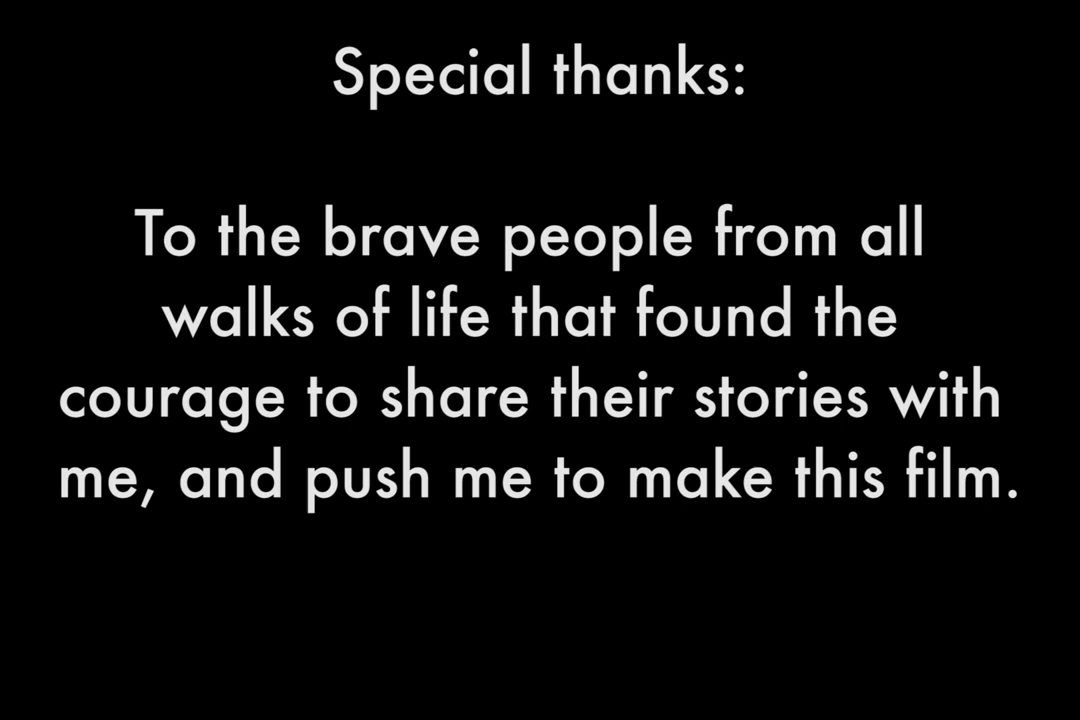 Special thanks:
To the brave people from all
walks of life that found the
courage to share their stories with
me, and push me to make this film.